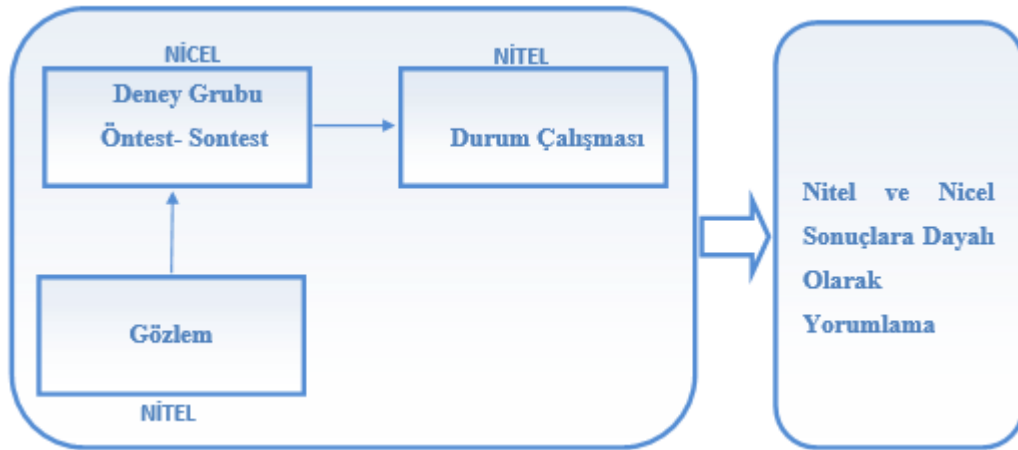 NİCEL
Deney Grubu
Öntest- Sontest
NİTEL
Durum Çalışması
Gözlem
NİTEL
Nitel ve Nicel
Sonuçlara Dayalı
Olarak
Yorumlama